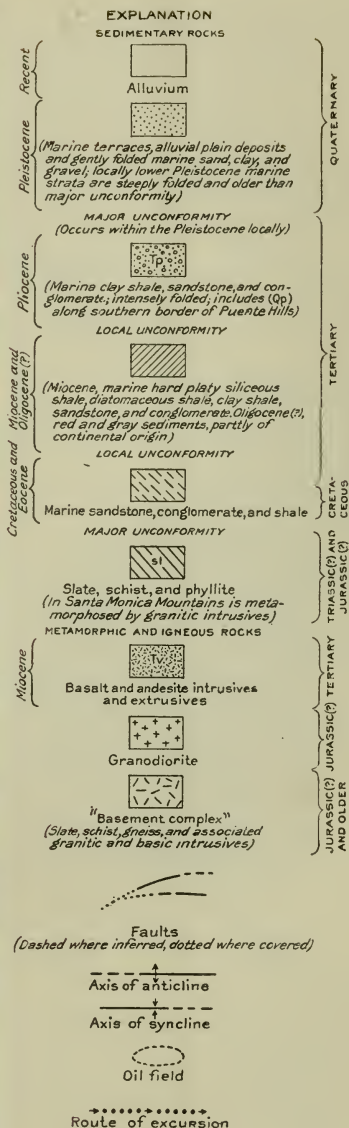 EXPLANATION
SEDIMENTARY ROCKS
Recent
Alluvium
Pleistocene
(Marine terraces, alluvial plain deposits
and gently folded marine sand, clay, and
gravel; locally lower Pleistocene marine
strata are steeply folded and older than
major unconformity)
QUATERNARY
MAJOR UNCONFORMITY
(Occurs within the Pleistocene locally)
Pliocene
Tp
(Marine clay shale, sandstone, and con-
glomerate; intensely folded; includes (Qp)
along southern border of Puente Hills)
LOCAL UNCONFORMITY
Miocene and
Oligocene(?)
(Miocene, marine hard platy siliceous
shale, diatomaceous shale, clay shale,
sandstone, and conglomerate. Oligocene(?),
red and gray sediments, partly of
continental origin)
TERTIARY
LOCAL UNCONFORMITY
Cretaceous and
Eocene
Marine sandstone, conglomerate, and shale
CRETA-
CEOUS
MAJOR UNCONFORMITY
sl
Slate, schist, and phyllite
(In Santa Monica Mountains is meta-
morphosed by granitic intrusives)
TRIASSIC(?) AND
JURASSIC(?)
METAMORPHIC AND IGNEOUS ROCKS
Miocene
Tv
Basalt and andesite intrusives
and extrusives
TERTIARY
Granodiorite
JURASSIC(?)
"Basement complex"
(Slate, schist, gneiss, and associated
granitic and basic intrusives)
JURASSIC(?)
AND OLDER
Faults
(Dashed where inferred, dotted where covered)
Axis of anticline
Axis of syncline
Oil field
Route of excursion